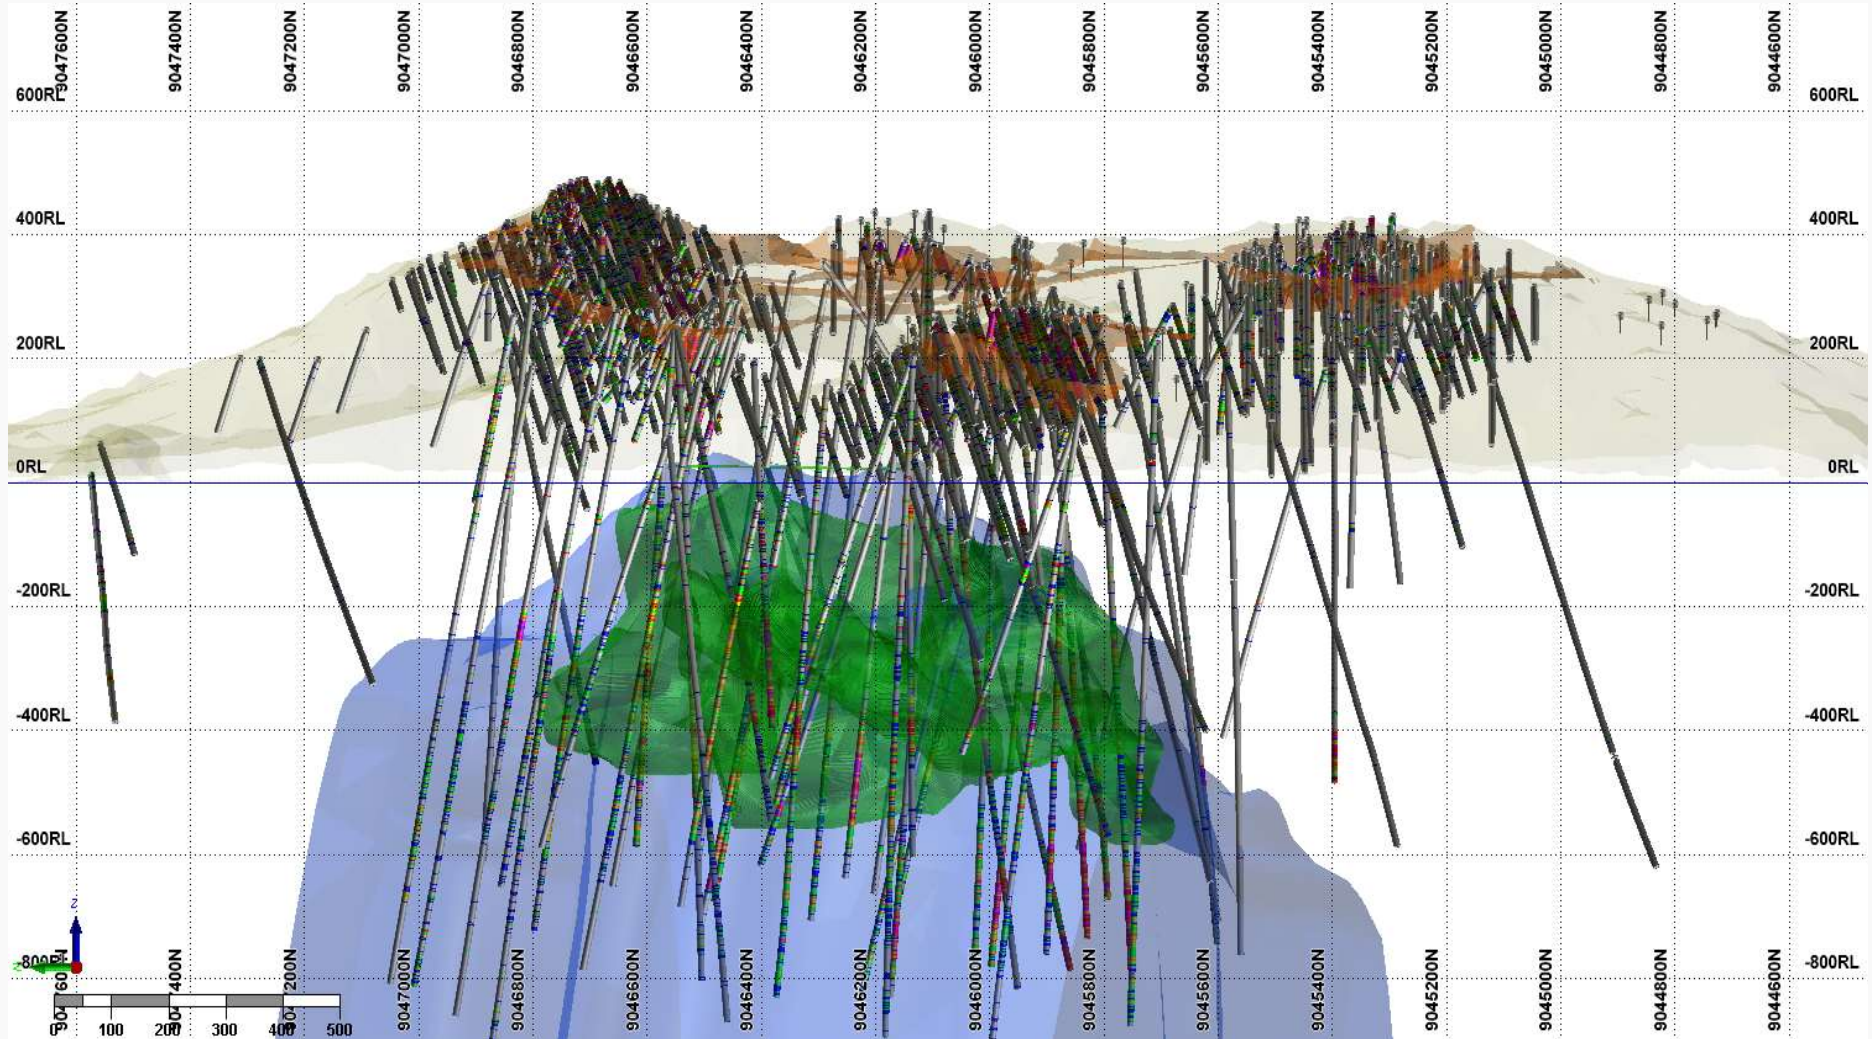 9047600N
9047400N
9047200N
9047000N
9046800N
9046600N
9046400N
9046200N
9046000N
9045800N
9045600N
9045400N
9045200N
9045000N
9044800N
9044600N
600RL 600RL
400RL 400RL
200RL 200RL
0RL 0RL
-200RL -200RL
-400RL -400RL
-600RL -600RL
-800RL -800RL
Z
N
9047000N
9046800N
9046600N
9046400N
9046200N
9046000N
9045800N
9045600N
9045400N
9045200N
9045000N
9044800N
9044600N
0 100 200 300 400 500